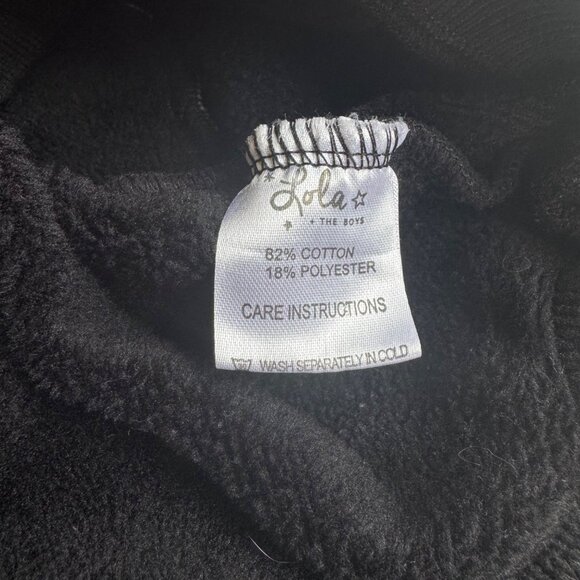 Lola
+ THE BOYS
82% COTTON
18% POLYESTER
CARE INSTRUCTIONS
WASH SEPARATELY IN COLD